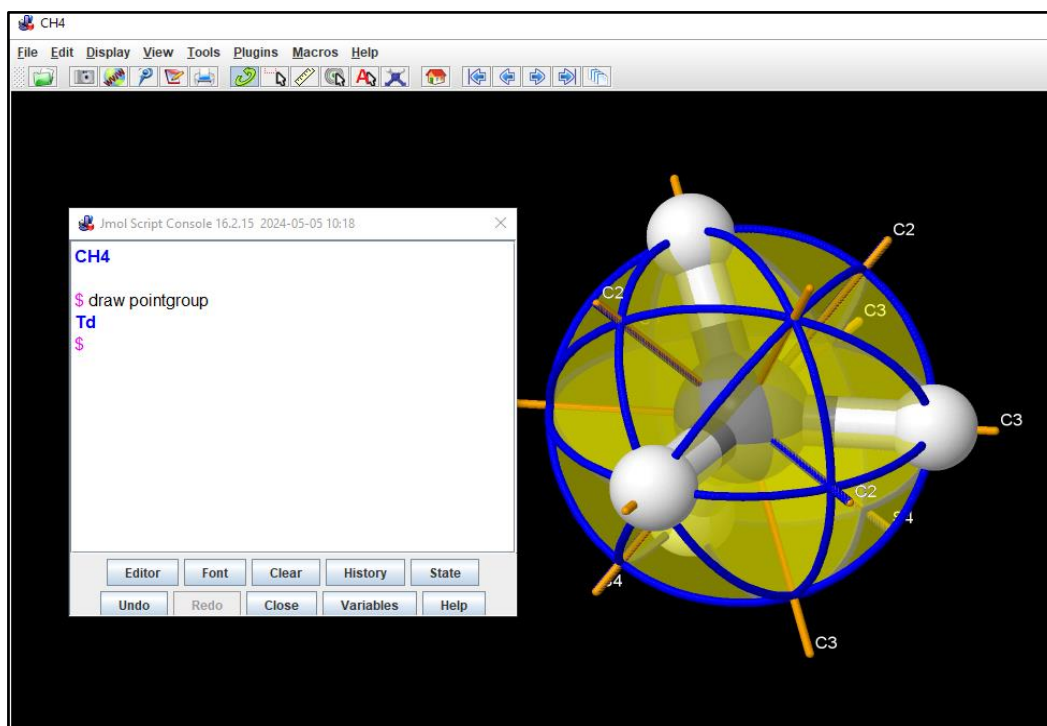 CH4
File Edit Display View Tools Plugins Macros Help
Jmol Script Console 16.2.15 2024-05-05 10:18
CH4
$ draw pointgroup
Td
$
Editor Font Clear History State
Undo Redo Close Variables Help
C2
C2
C3
C3
C2
S4
S4
C3